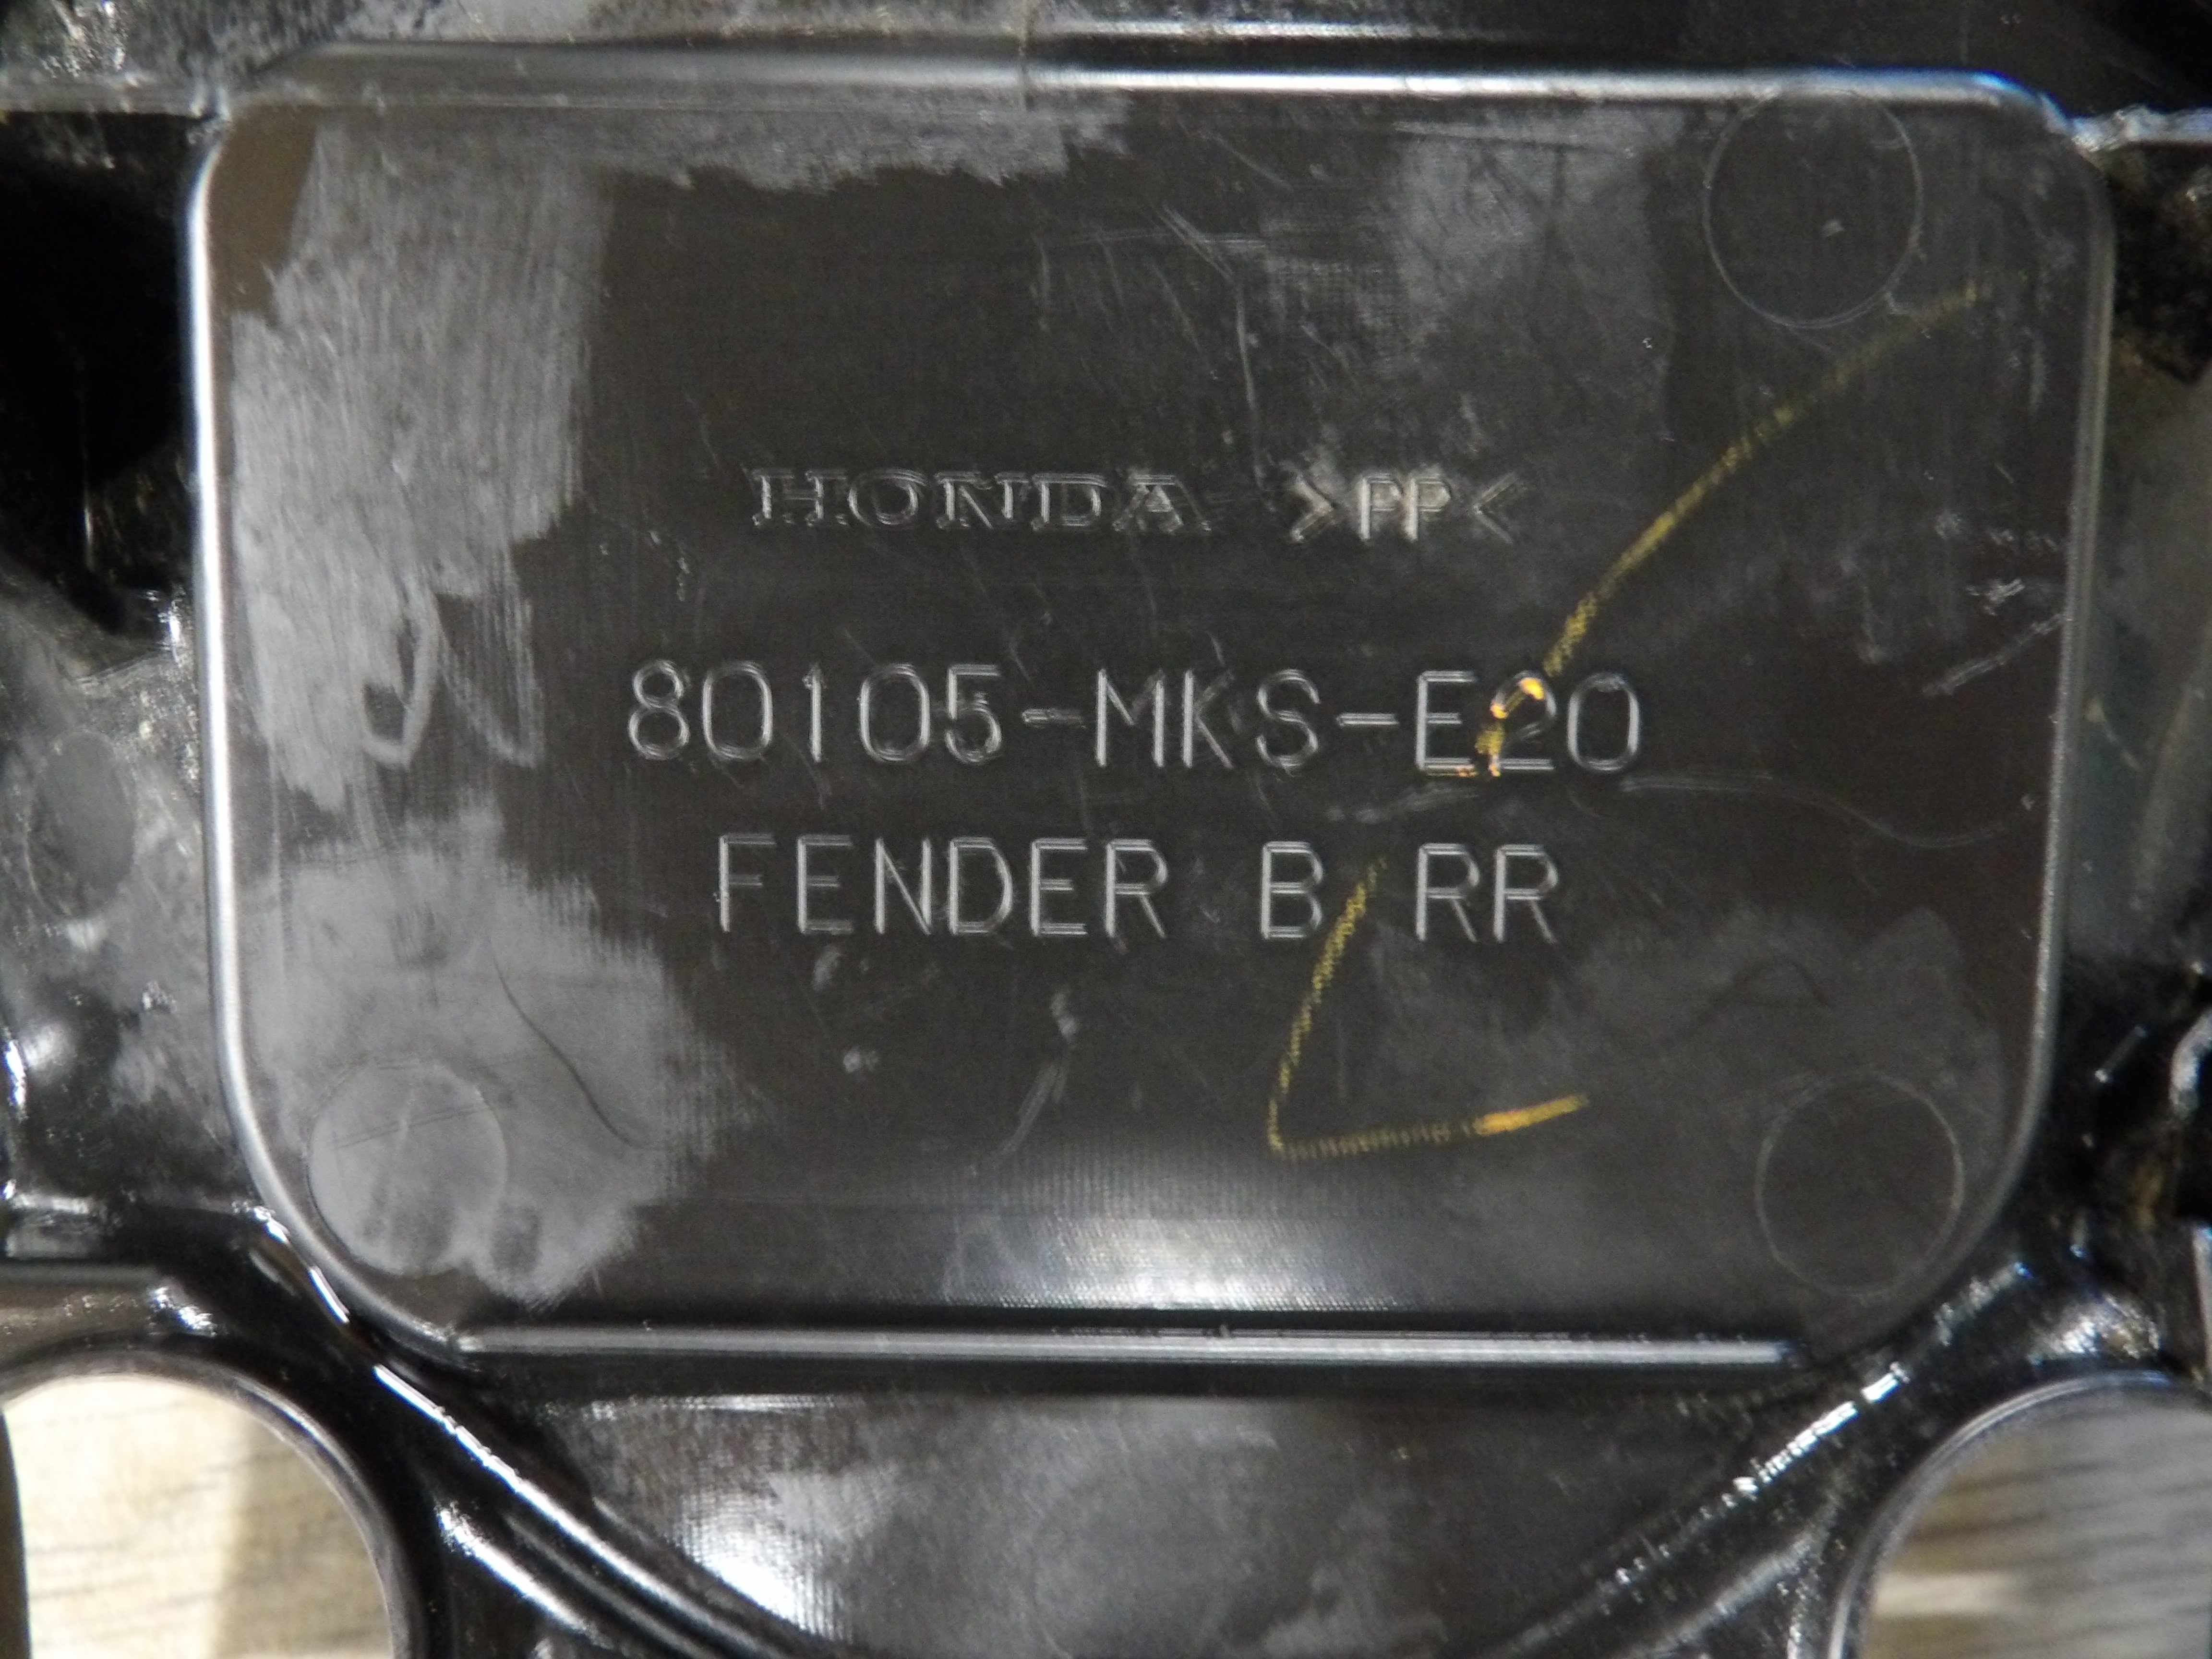 HONDA >PP<
80105-MKS-E20
FENDER B RR